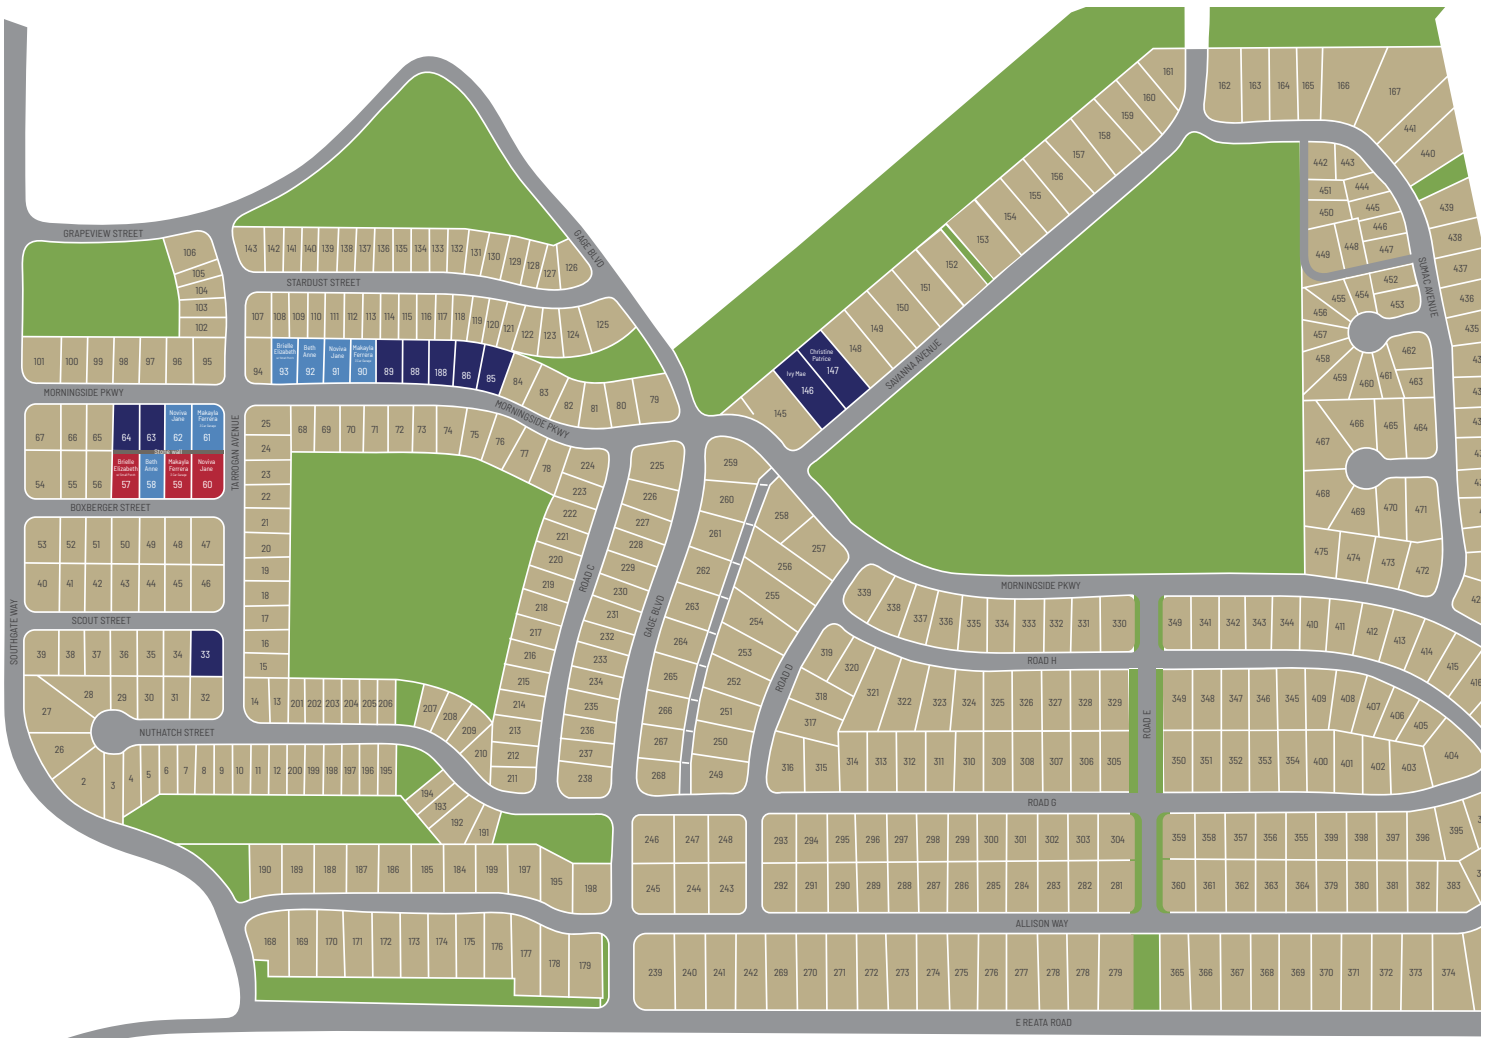 161
162 163 164 165 166 167
160
159
158
157
156
155
154
153
152
151
150
149
148
Christine
Patrice
147
Ivy Mae
146
145
441
440
442 443
451 444
450 445
446
449 448 447
439
438
437
436
435
452
455 454 453
456
457
458
459 460 461 462
463
466 465 464
467
468 469 470 471
475 474 473 472
SUMAC AVENUE
SAVANNA AVENUE
GRAPEVIEW STREET
106
105
104
103
102
101 100 99 98 97 96 95
143 142 141 140 139 138 137 136 135 134 133 132 131 130 129 128 127 126
GAGE BLVD
STARDUST STREET
107 108 109 110 111 112 113 114 115 116 117 118 119 120 121 122 123 124 125
94
Brielle
Elizabeth
93
Beth
Anne
92
Noviva
Jane
91
Makayla
Ferrera
90
89 88 188 86 85 84 83 82 81 80 79
MORNINGSIDE PKWY
MORNINGSIDE PKWY
67 66 65 64 63
Noviva
Jane
62
Makayla
Ferrera
61
Stone wall
54 55 56
Brielle
Elizabeth
57
Beth
Anne
58
Makayla
Ferrera
59
Noviva
Jane
60
TARROGAN AVENUE
BOXBERGER STREET
53 52 51 50 49 48 47
40 41 42 43 44 45 46
SCOUT STREET
SOUTHGATE WAY
39 38 37 36 35 34 33
28 29 30 31 32
27
26
NUTHATCH STREET
2 3 4 5 6 7 8 9 10 11 12 200 199 198 197 196 195
25 68 69 70 71 72 73 74 75 76 77 78
24
23
22
21
20
19
18
17
16
15
14 13 201 202 203 204 205 206 207 208 209 210
194
193
192
191
224
223
222
221
220
219
218
217
216
215
214
213
212
211
ROAD C
225
226
227
228
229
230
231
232
233
234
235
236
237
238
GAGE BLVD
259
260
261
262
263
264
265
266
267
268
258
257
256
255
254
253
252
251
250
249
ROAD D
MORNINGSIDE PKWY
339 338 337 336 335 334 333 332 331 330
349 341 342 343 344 410 411 412 413 414 415
ROAD H
319 320 321 322 323 324 325 326 327 328 329
318
317
316 315 314 313 312 311 310 309 308 307 306 305
ROAD E
349 348 347 346 345 409 408 407 406 405 404
350 351 352 353 354 400 401 402 403
ROAD G
190 189 188 187 186 185 184 199 197 195 198
168 169 170 171 172 173 174 175 176 177 178 179
246 247 248
245 244 243
293 294 295 296 297 298 299 300 301 302 303 304
292 291 290 289 288 287 286 285 284 283 282 281
359 358 357 356 355 399 398 397 396 395
360 361 362 363 364 379 380 381 382 383
ALLISON WAY
239 240 241 242 269 270 271 272 273 274 275 276 277 278 278 279
365 366 367 368 369 370 371 372 373 374
E REATA ROAD